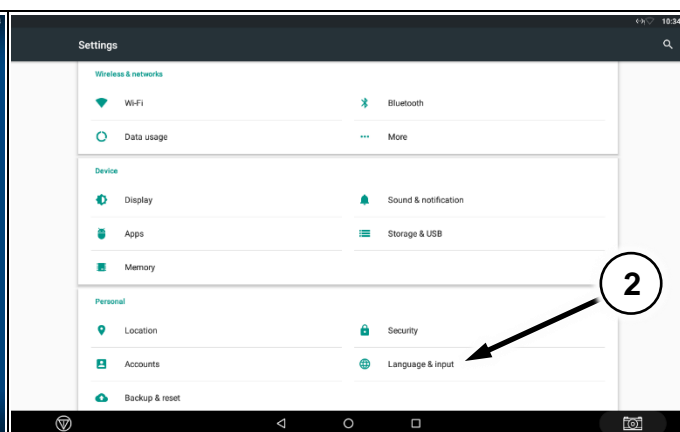 10:34
Settings
Wireless & networks
Wi-Fi Bluetooth
Data usage More
Device
Display Sound & notification
Apps Storage & USB
Memory
2
Personal
Location Security
Accounts Language & input
Backup & reset